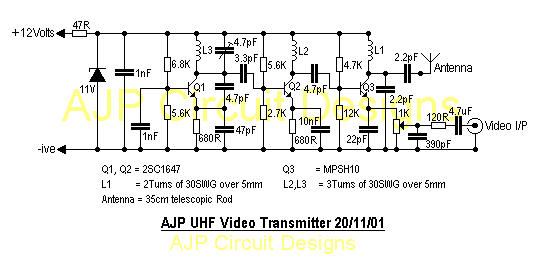 +12Volts
47R
11V
1nF
1nF
6.8K
5.6K
L3
4.7pF
3.3pF
Q1
4.7pF
47pF
680R
5.6K
2.7K
L2
Q2
4.7pF
10nF
680R
4.7K
12K
L1
Q3
2.2pF
2.2pF
22pF
Antenna
1K
120R
4.7uF
390pF
Video I/P
-ive
AJP Circuit Designs
Q1, Q2 = 2SC1647 Q3 = MPSH10
L1 = 2Turns of 30SWG over 5mm L2,L3 = 3Turns of 30SWG over 5mm
Antenna = 35cm telescopic Rod
AJP UHF Video Transmitter 20/11/01
AJP Circuit Designs